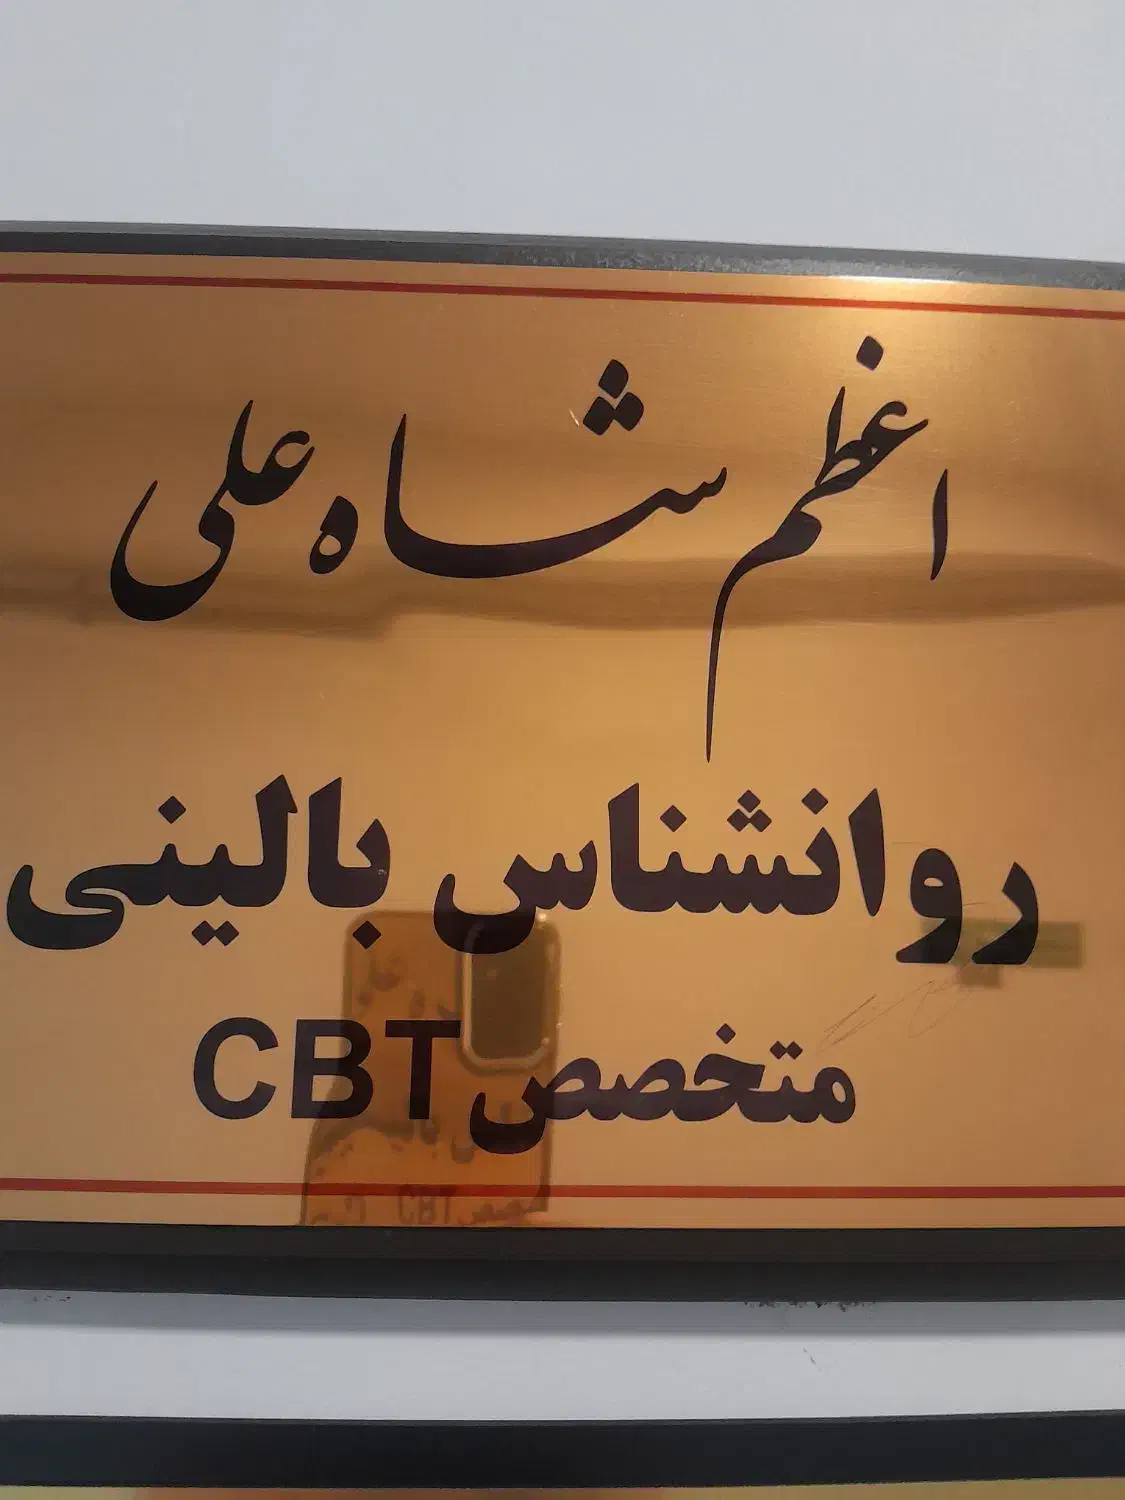 اعظم شاه علی
روانشناس بالینی
متخصص CBT